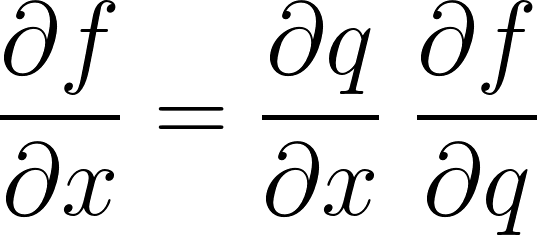 ∂f/∂x = ∂q/∂x ∂f/∂q